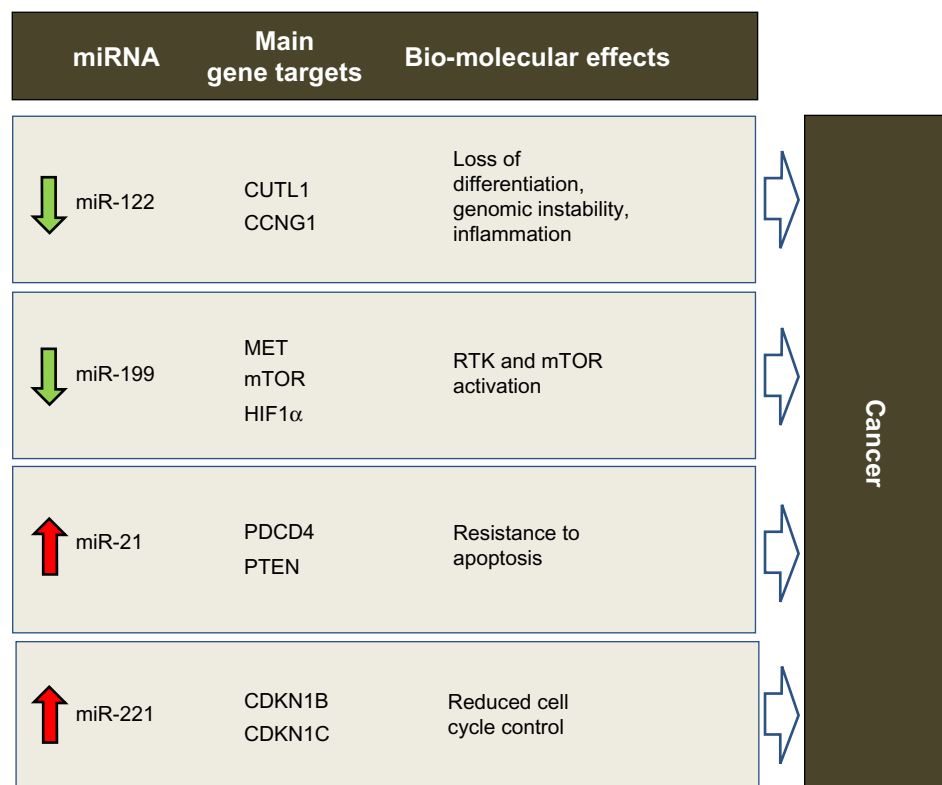 miRNA
Main
gene targets
Bio-molecular effects
miR-122
CUTL1
CCNG1
Loss of
differentiation,
genomic instability,
inflammation
miR-199
MET
mTOR
HIF1α
RTK and mTOR
activation
miR-21
PDCD4
PTEN
Resistance to
apoptosis
miR-221
CDKN1B
CDKN1C
Reduced cell
cycle control
Cancer